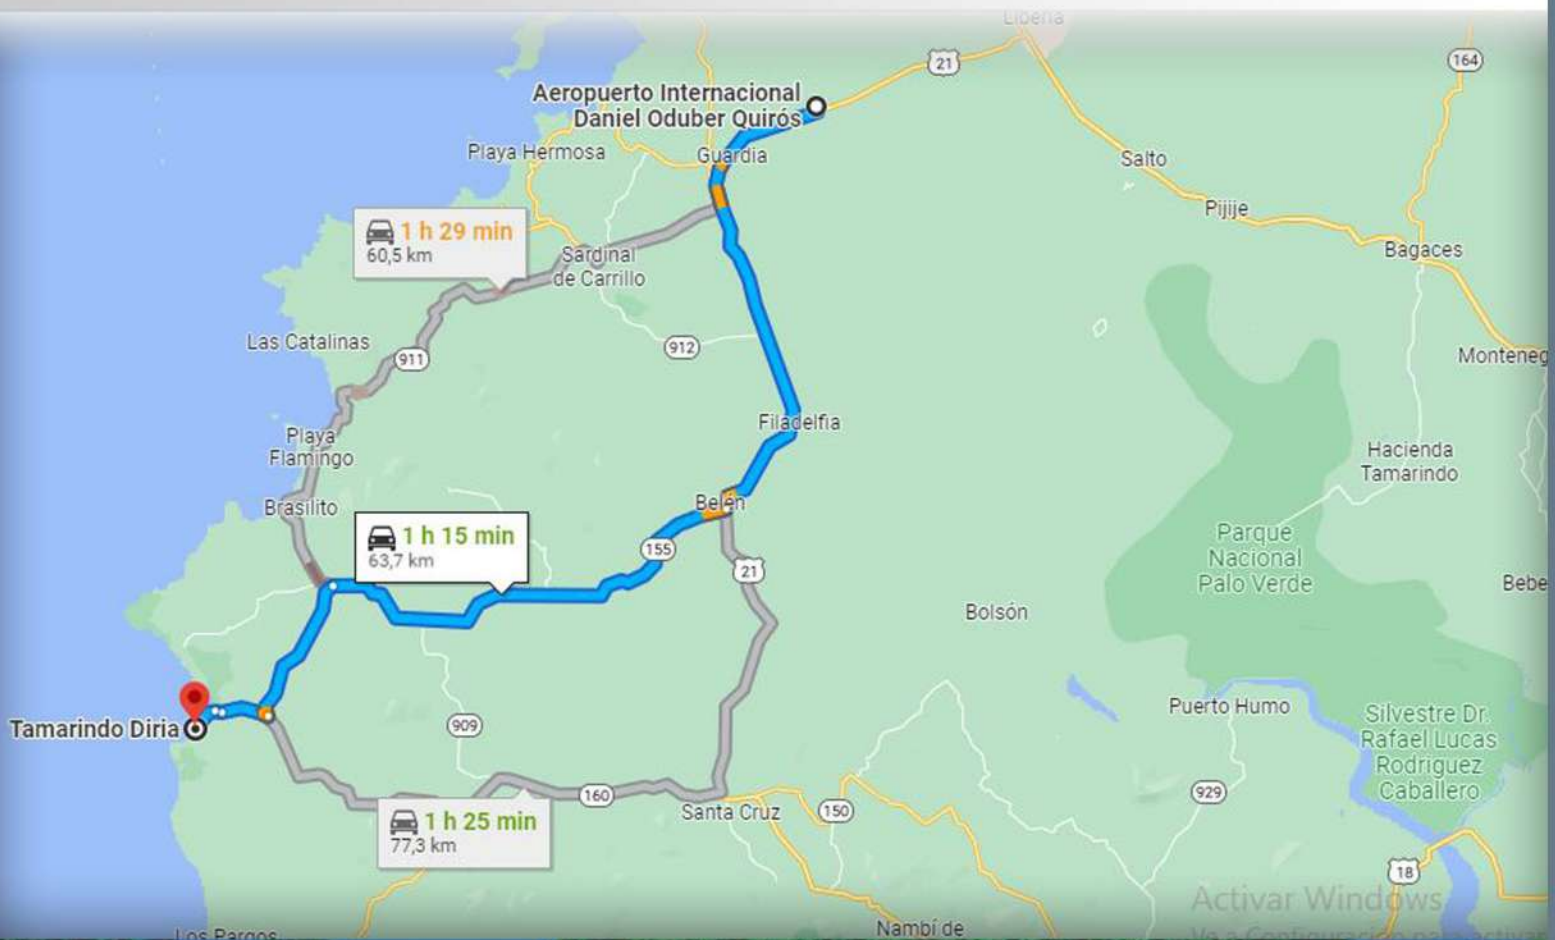 Liberia
21
164
Aeropuerto Internacional
Daniel Oduber Quirós
Playa Hermosa
Guardia
Salto
Pijije
1 h 29 min
60,5 km
Sardinal
de Carrillo
Bagaces
Las Catalinas
911
912
Monteneg
Filadelfia
Playa
Flamingo
Hacienda
Tamarindo
Brasilito
Belén
1 h 15 min
63,7 km
155
21
Parque
Nacional
Palo Verde
Bebe
Bolsón
Tamarindo Diria
909
Puerto Humo
Silvestre Dr.
Rafael Lucas
Rodriguez
Caballero
160
Santa Cruz
150
929
1 h 25 min
77,3 km
18
Activar Windows
Ve a Configuración para activar
Nambí de
Los Pargos